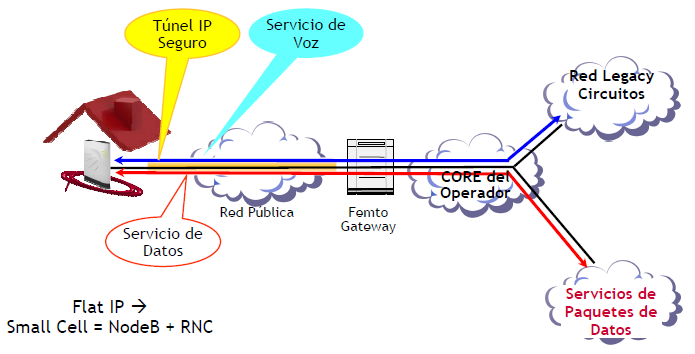 Túnel IP
Seguro
Servicio de
Voz
Red Legacy
Circuitos
CORE del
Operador
Red Pública
Femto
Gateway
Servicio de
Datos
Servicios de
Paquetes de
Datos
Flat IP →
Small Cell = NodeB + RNC